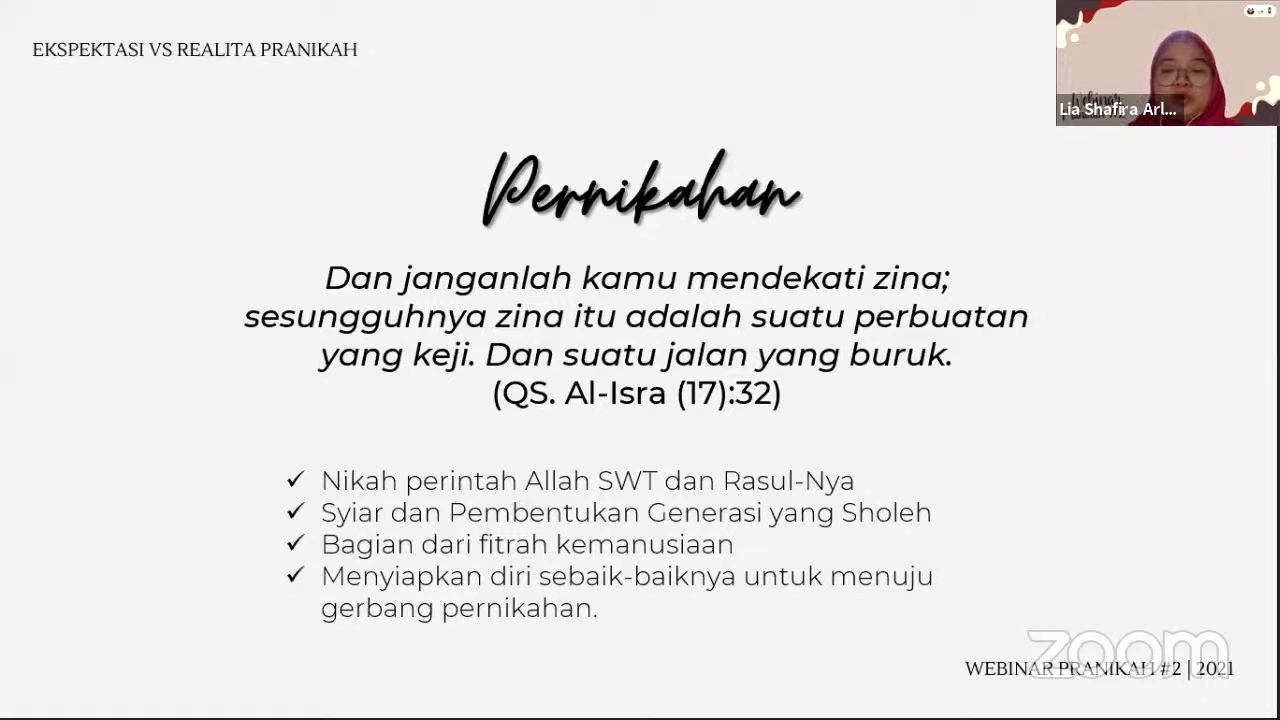 EKSPEKTASI VS REALITA PRANIKAH
Webinar
Lia Shafira Arl...
Pernikahan
Dan janganlah kamu mendekati zina;
sesungguhnya zina itu adalah suatu perbuatan
yang keji. Dan suatu jalan yang buruk.
(QS. Al-Isra (17):32)
✓ Nikah perintah Allah SWT dan Rasul-Nya
✓ Syiar dan Pembentukan Generasi yang Sholeh
✓ Bagian dari fitrah kemanusiaan
✓ Menyiapkan diri sebaik-baiknya untuk menuju
gerbang pernikahan.
zoom
WEBINAR PRANIKAH #2 | 2021